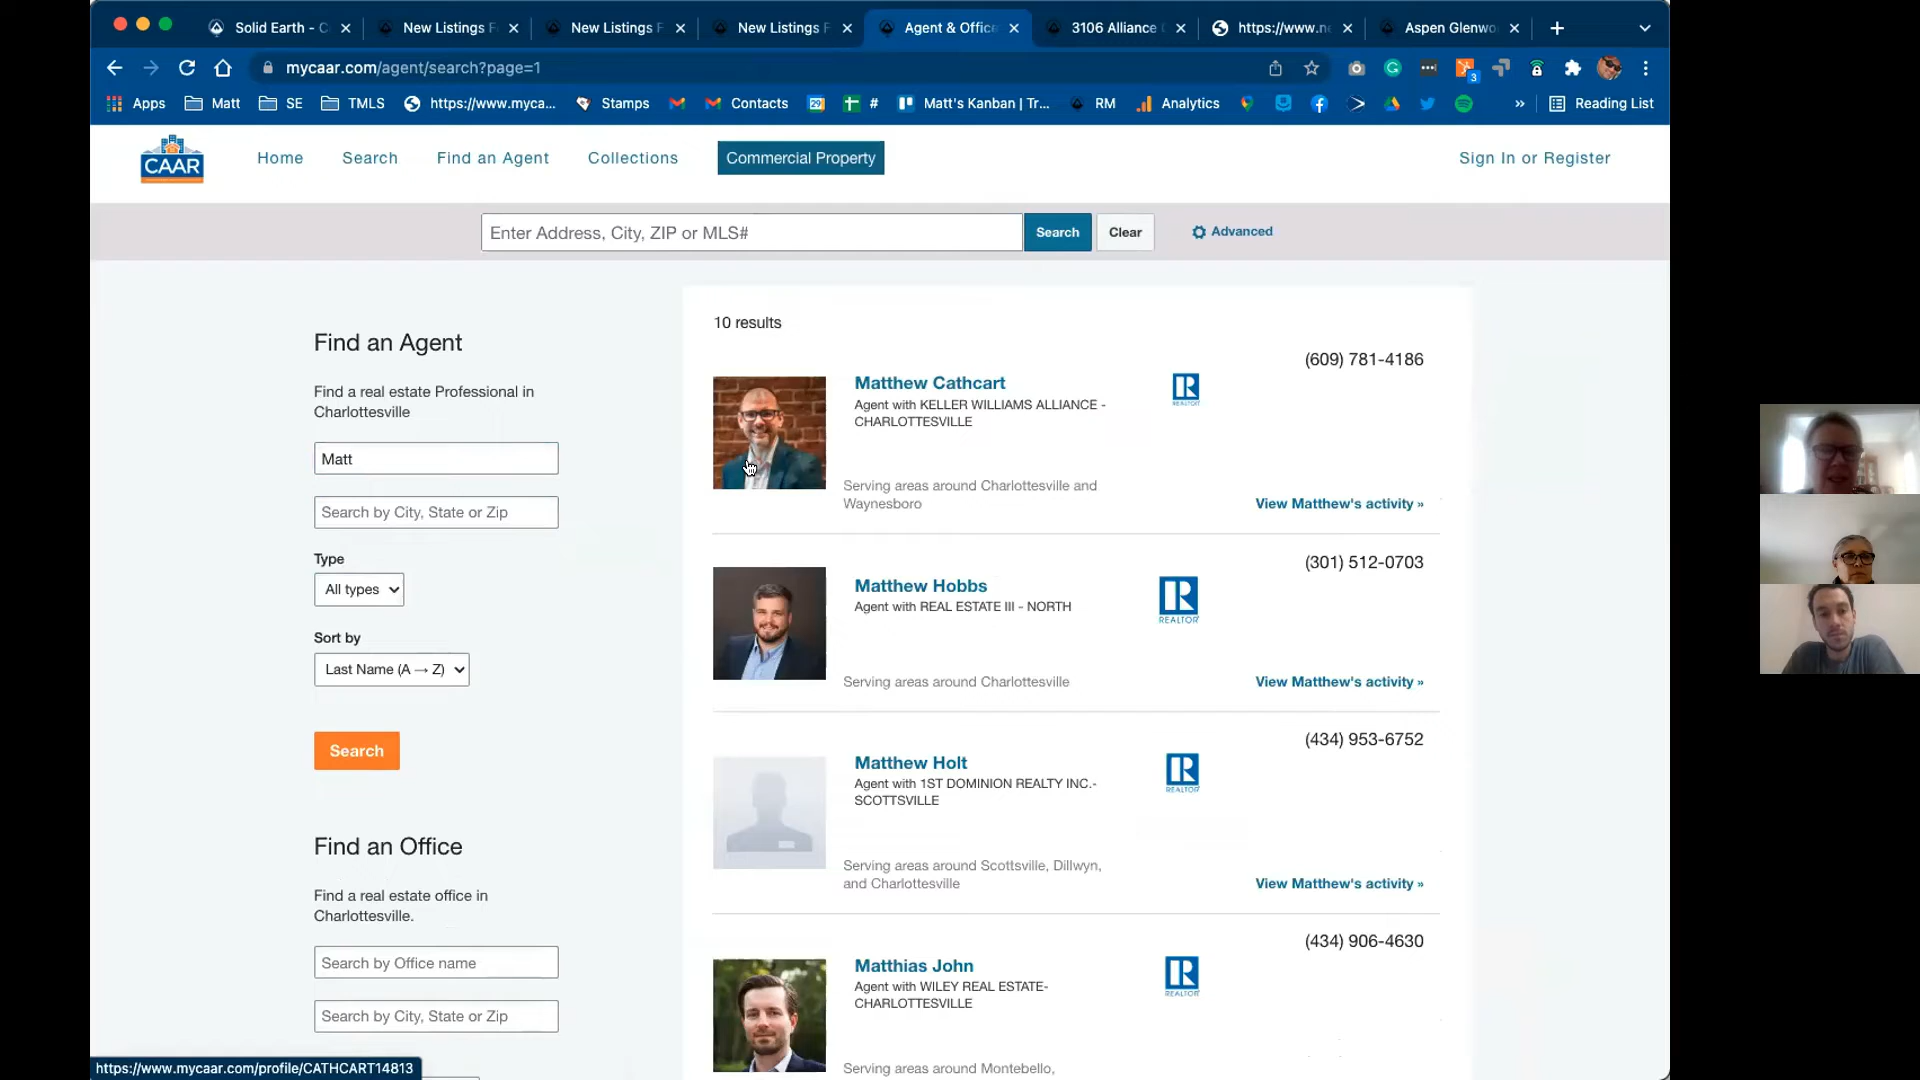 Solid Earth - C
New Listings F
New Listings F
New Listings F
Agent & Office
3106 Alliance
https://www.n
Aspen Glenwo
mycaar.com/agent/search?page=1
3
Apps
Matt
SE
TMLS
https://www.myca...
Stamps
Contacts
#
Matt's Kanban | Tr...
RM
Analytics
»
Reading List
CAAR
Home
Search
Find an Agent
Collections
Commercial Property
Sign In or Register
Enter Address, City, ZIP or MLS#
Search
Clear
Advanced
Find an Agent
Find a real estate Professional in
Charlottesville
Matt
Search by City, State or Zip
Type
All types
Sort by
Last Name (A → Z)
Search
Find an Office
Find a real estate office in
Charlottesville.
Search by Office name
Search by City, State or Zip
10 results
(609) 781-4186
Matthew Cathcart
Agent with KELLER WILLIAMS ALLIANCE -
CHARLOTTESVILLE
REALTOR
Serving areas around Charlottesville and
Waynesboro
View Matthew's activity »
(301) 512-0703
Matthew Hobbs
Agent with REAL ESTATE III - NORTH
REALTOR
Serving areas around Charlottesville
View Matthew's activity »
(434) 953-6752
Matthew Holt
Agent with 1ST DOMINION REALTY INC.-
SCOTTSVILLE
REALTOR
Serving areas around Scottsville, Dillwyn,
and Charlottesville
View Matthew's activity »
(434) 906-4630
Matthias John
Agent with WILEY REAL ESTATE-
CHARLOTTESVILLE
REALTOR
Serving areas around Montebello,
https://www.mycaar.com/profile/CATHCART14813